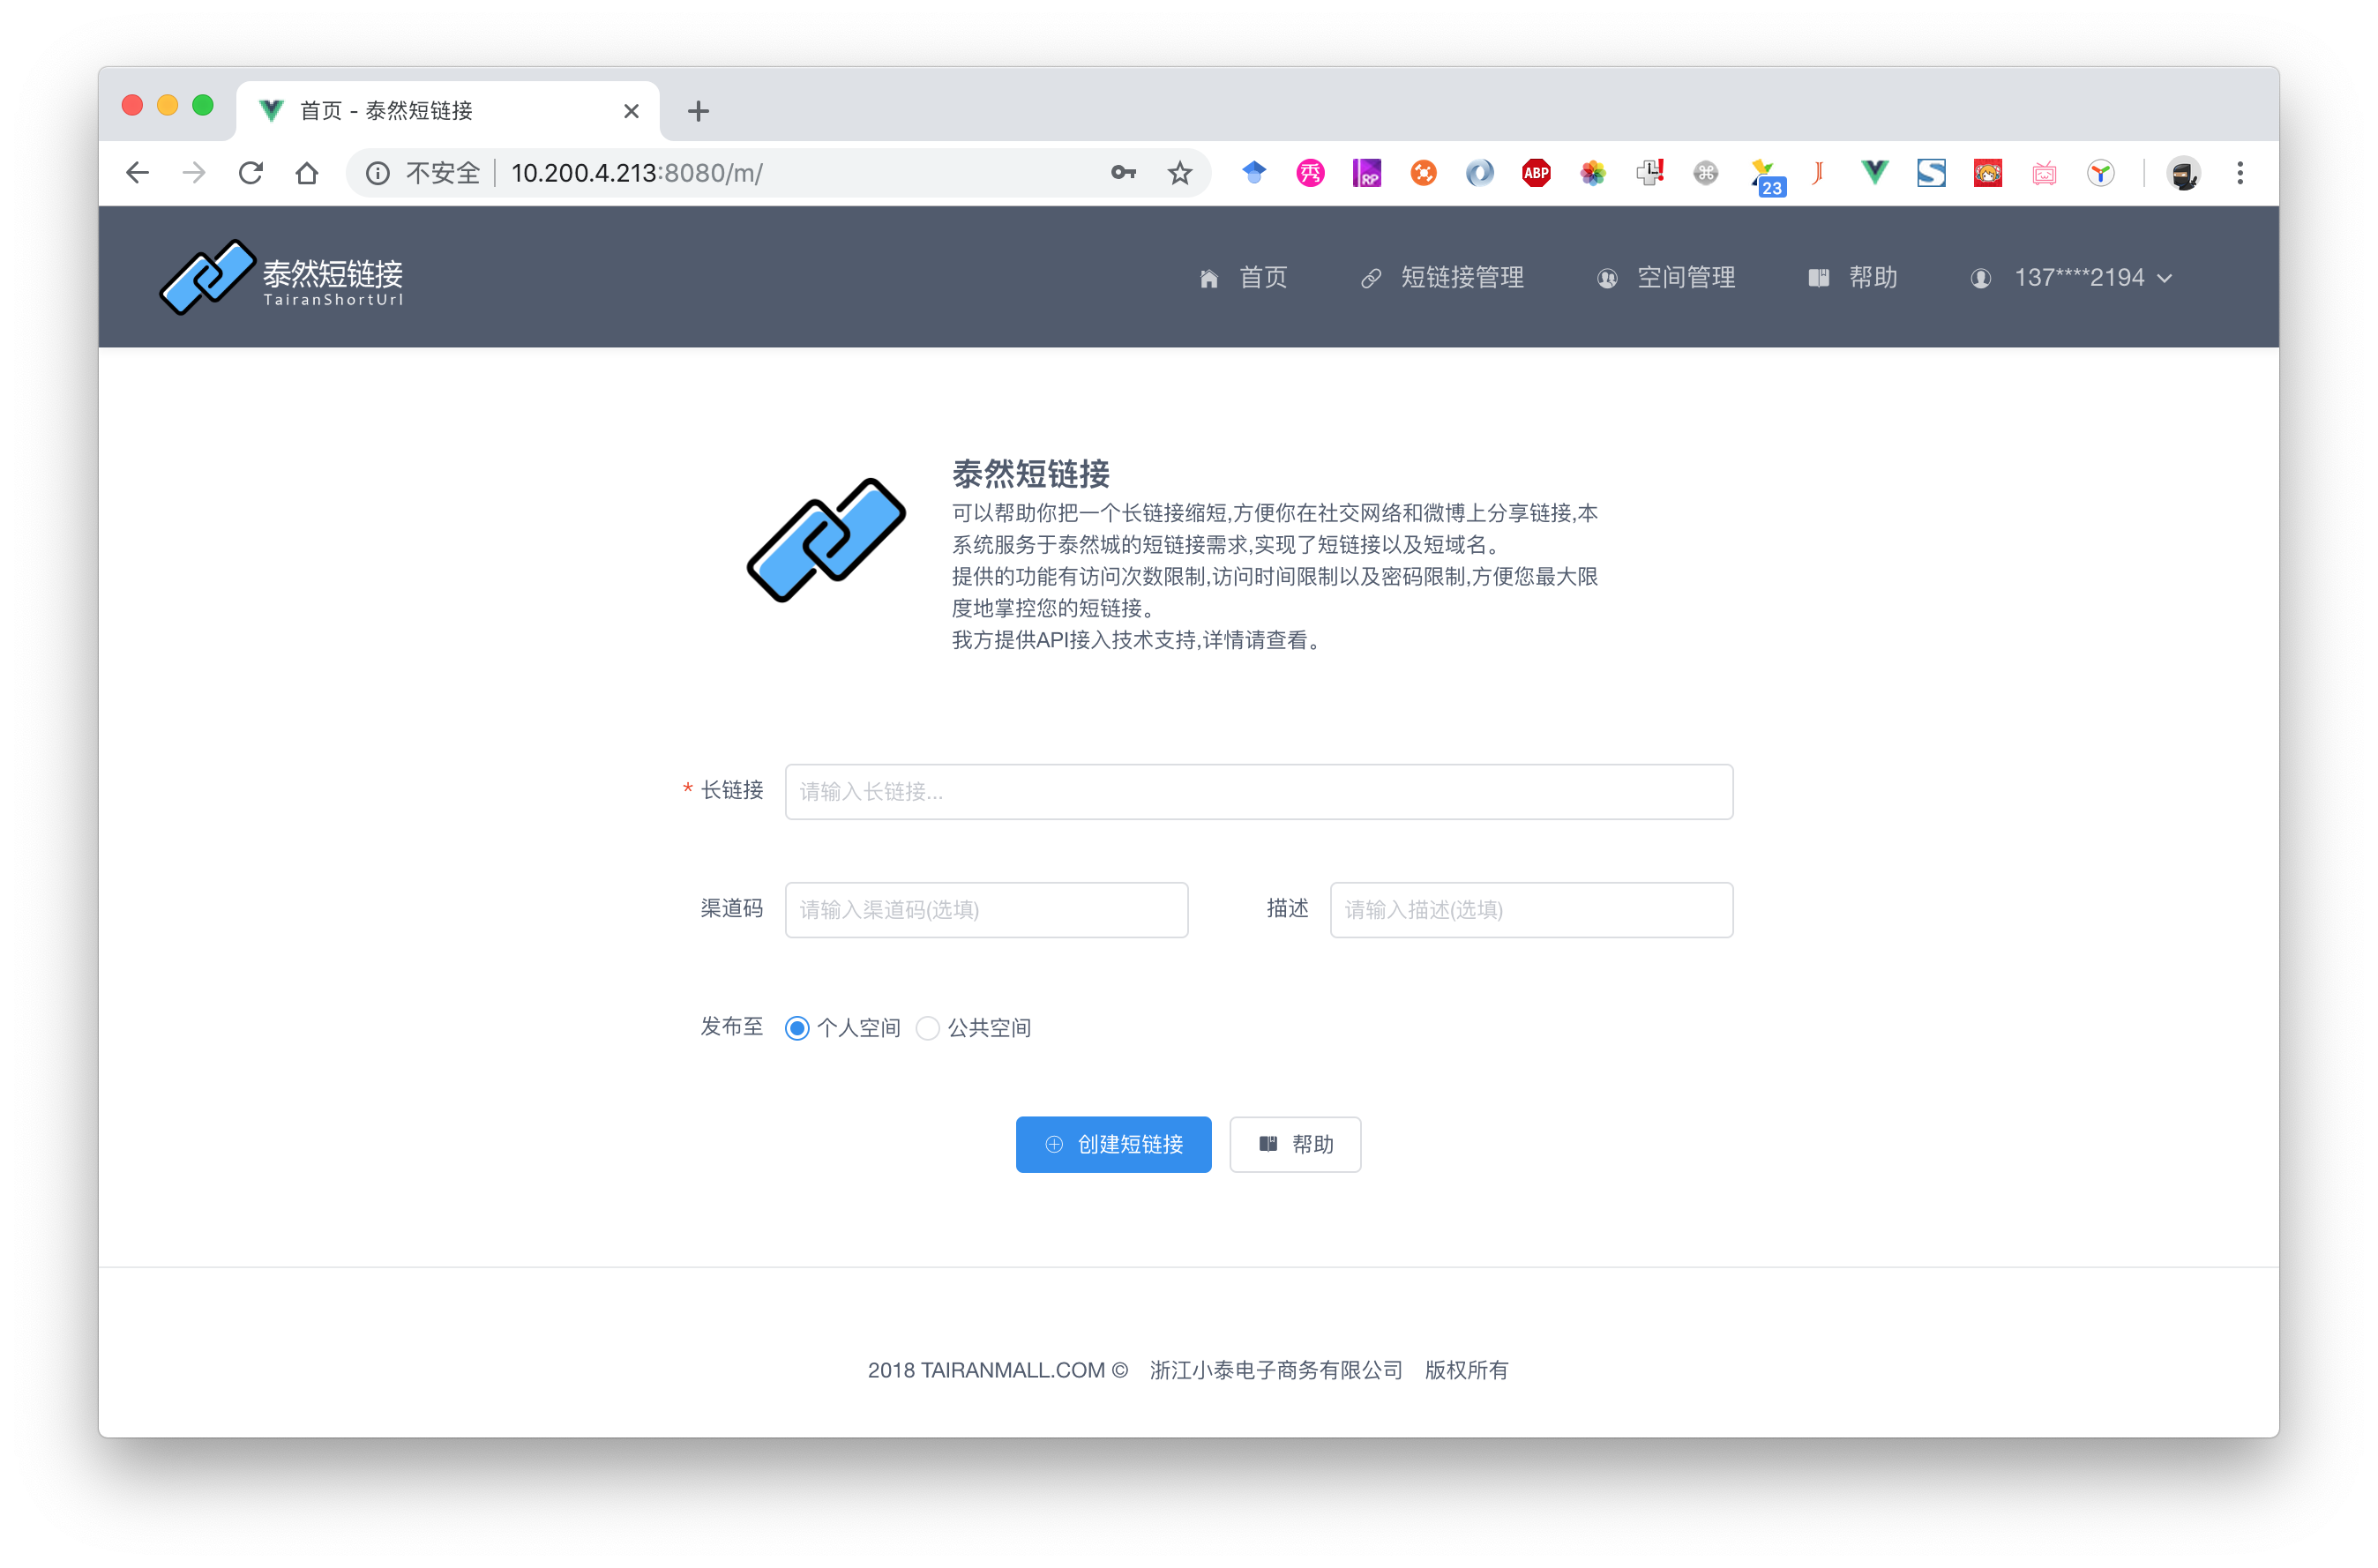 首页 - 泰然短链接
不安全 10.200.4.213:8080/m/
秀
RP
ABP
23
泰然短链接
TairanShortUrl
首页 短链接管理 空间管理 帮助 137****2194
泰然短链接
可以帮助你把一个长链接缩短,方便你在社交网络和微博上分享链接,本
系统服务于泰然城的短链接需求,实现了短链接以及短域名。
提供的功能有访问次数限制,访问时间限制以及密码限制,方便您最大限
度地掌控您的短链接。
我方提供API接入技术支持,详情请查看。
* 长链接 请输入长链接...
渠道码 请输入渠道码(选填) 描述 请输入描述(选填)
发布至 个人空间 公共空间
创建短链接 帮助
2018 TAIRANMALL.COM © 浙江小泰电子商务有限公司 版权所有